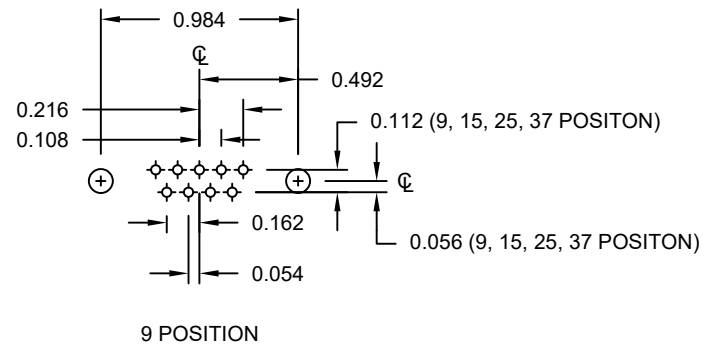 0.984
℄
0.492
0.216
0.112 (9, 15, 25, 37 POSITON)
0.108
℄
0.162
0.056 (9, 15, 25, 37 POSITON)
0.054
9 POSITION